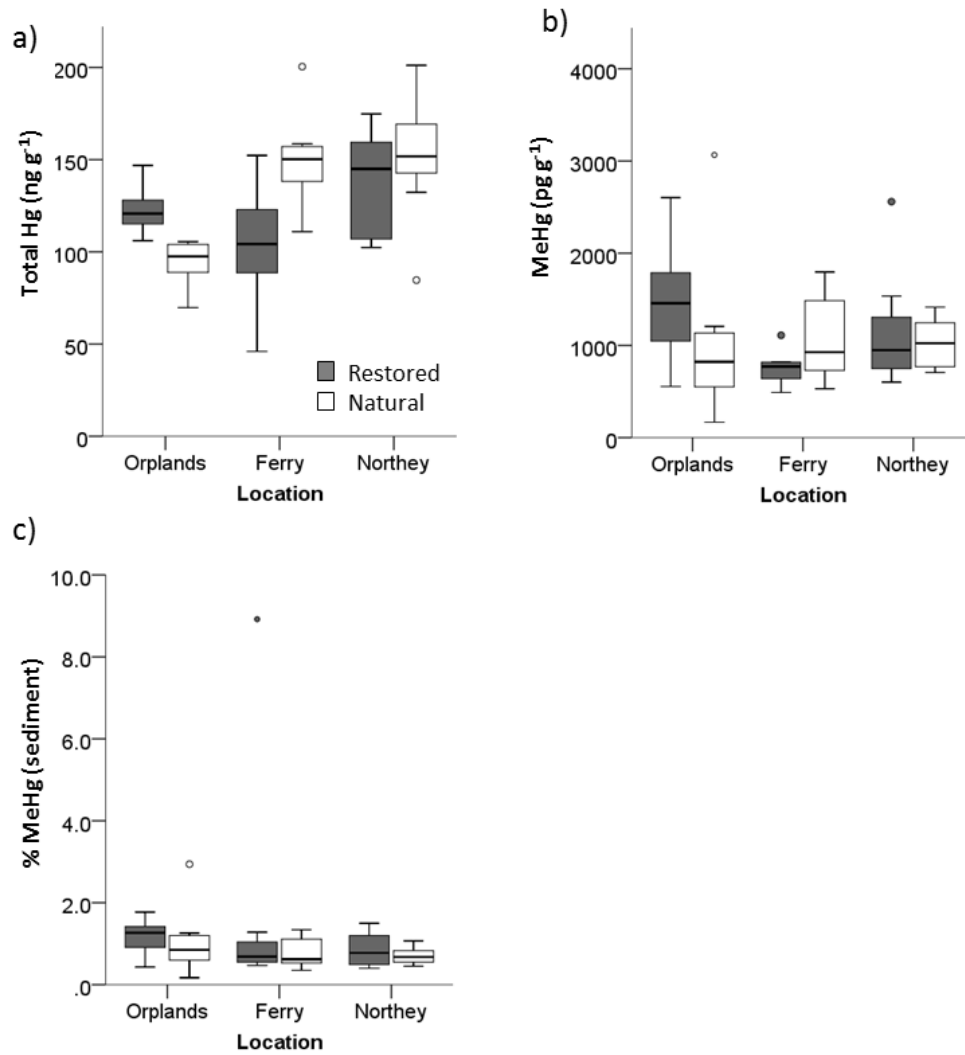 a)
200
150
100
50
0
Total Hg (ng g⁻¹)
Restored
Natural
Orplands Ferry Northey
Location
b)
4000
3000
2000
1000
0
MeHg (pg g⁻¹)
Orplands Ferry Northey
Location
c)
10.0
8.0
6.0
4.0
2.0
.0
% MeHg (sediment)
Orplands Ferry Northey
Location